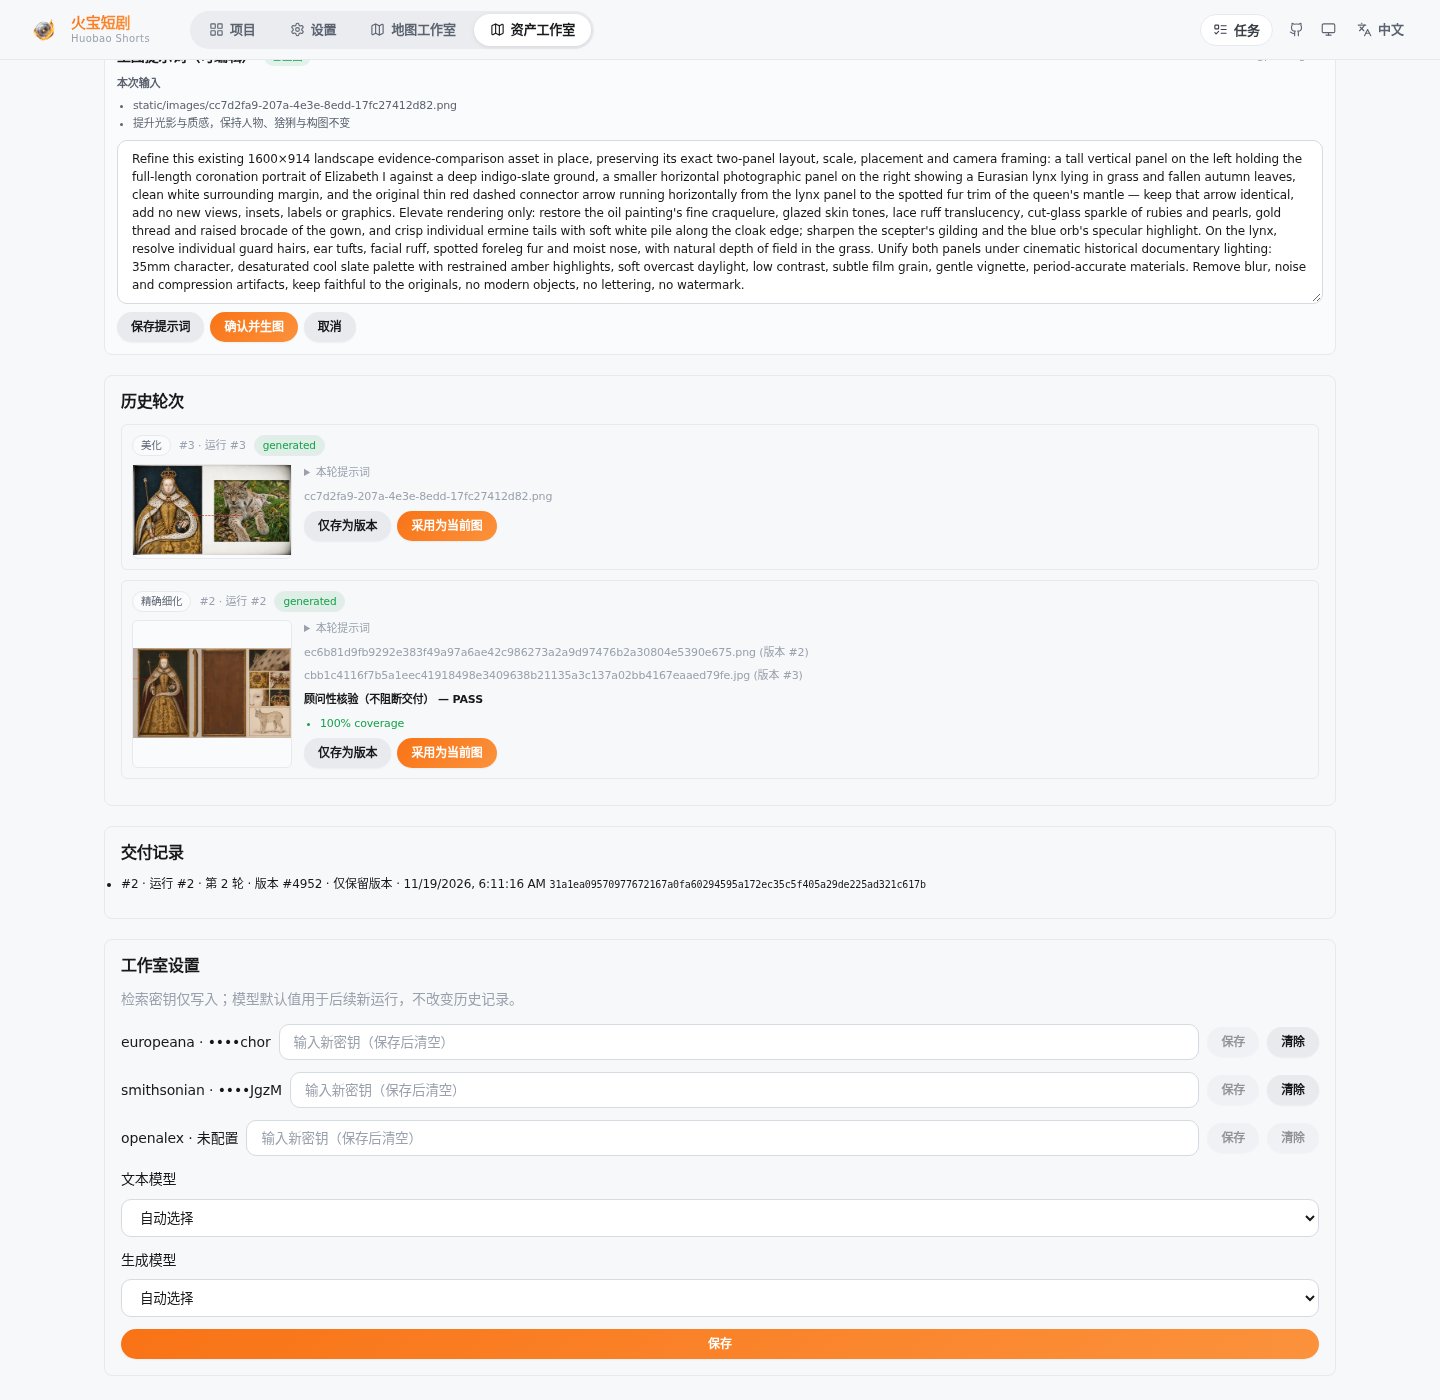 火宝短剧
Huobao Shorts
项目
设置
地图工作室
资产工作室
任务
中文
本次输入
static/images/cc7d2fa9-207a-4e3e-8edd-17fc27412d82.png
提升光影与质感，保持人物、猞猁与构图不变
Refine this existing 1600×914 landscape evidence-comparison asset in place, preserving its exact two-panel layout, scale, placement and camera framing: a tall vertical panel on the left holding the
full-length coronation portrait of Elizabeth I against a deep indigo-slate ground, a smaller horizontal photographic panel on the right showing a Eurasian lynx lying in grass and fallen autumn leaves,
clean white surrounding margin, and the original thin red dashed connector arrow running horizontally from the lynx panel to the spotted fur trim of the queen's mantle — keep that arrow identical,
add no new views, insets, labels or graphics. Elevate rendering only: restore the oil painting's fine craquelure, glazed skin tones, lace ruff translucency, cut-glass sparkle of rubies and pearls, gold
thread and raised brocade of the gown, and crisp individual ermine tails with soft white pile along the cloak edge; sharpen the scepter's gilding and the blue orb's specular highlight. On the lynx,
resolve individual guard hairs, ear tufts, facial ruff, spotted foreleg fur and moist nose, with natural depth of field in the grass. Unify both panels under cinematic historical documentary lighting:
35mm character, desaturated cool slate palette with restrained amber highlights, soft overcast daylight, low contrast, subtle film grain, gentle vignette, period-accurate materials. Remove blur, noise
and compression artifacts, keep faithful to the originals, no modern objects, no lettering, no watermark.
保存提示词
确认并生图
取消
历史轮次
美化 #3 · 运行 #3 generated
▶ 本轮提示词
cc7d2fa9-207a-4e3e-8edd-17fc27412d82.png
仅存为版本
采用为当前图
精确细化 #2 · 运行 #2 generated
▶ 本轮提示词
ec6b81d9fb9292e383f49a97a6ae42c986273a2a9d97476b2a30804e5390e675.png (版本 #2)
cbb1c4116f7b5a1eec41918498e3409638b21135a3c137a02bb4167eaaed79fe.jpg (版本 #3)
顾问性核验（不阻断交付） — PASS
100% coverage
仅存为版本
采用为当前图
交付记录
#2 · 运行 #2 · 第 2 轮 · 版本 #4952 · 仅保留版本 · 11/19/2026, 6:11:16 AM 31a1ea09570977672167a0fa60294595a172ec35c5f405a29de225ad321c617b
工作室设置
检索密钥仅写入；模型默认值用于后续新运行，不改变历史记录。
europeana · ••••chor 输入新密钥（保存后清空） 保存 清除
smithsonian · ••••JgzM 输入新密钥（保存后清空） 保存 清除
openalex · 未配置 输入新密钥（保存后清空） 保存 清除
文本模型
自动选择
生成模型
自动选择
保存